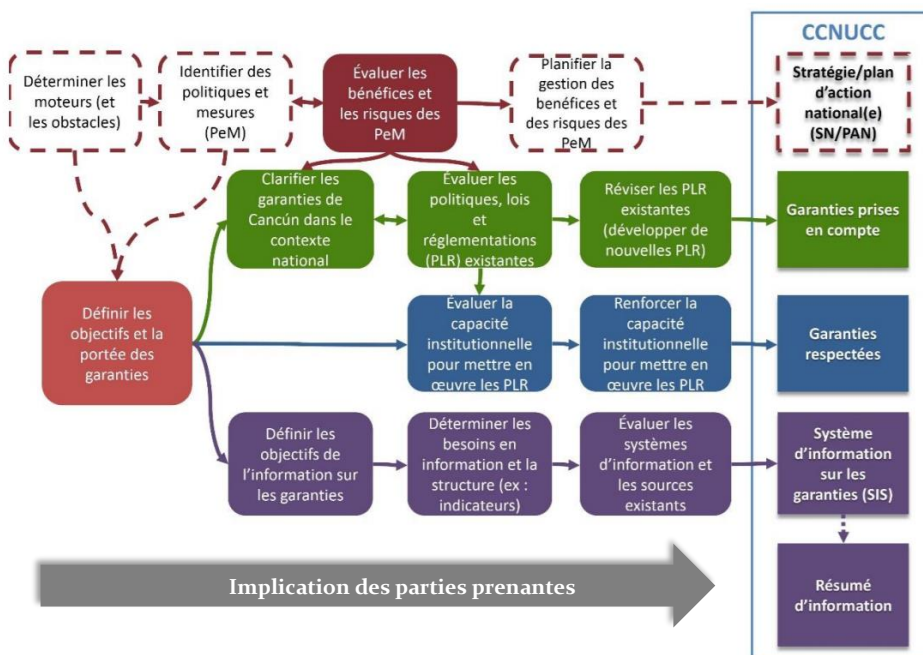 CCNUCC
Déterminer les
moteurs (et
les obstacles)
Identifier des
politiques et
mesures
(PeM)
Évaluer les
bénéfices et
les risques des
PeM
Planifier la
gestion des
bénéfices et
des risques des
PeM
Stratégie/plan
d'action
national(e)
(SN/PAN)
Clarifier les
garanties de
Cancún dans le
contexte
national
Évaluer les
politiques, lois et
réglementations
(PLR) existantes
Réviser les PLR
existantes
(développer de
nouvelles PLR)
Garanties prises
en compte
Définir les
objectifs et la
portée des
garanties
Évaluer la
capacité
institutionnelle
pour mettre en
œuvre les PLR
Renforcer la
capacité
institutionnelle
pour mettre en
œuvre les PLR
Garanties
respectées
Définir les
objectifs de
l'information sur
les garanties
Déterminer les
besoins en
information et la
structure (ex :
indicateurs)
Évaluer les
systèmes
d'information et
les sources
existants
Système
d'information
sur les
garanties (SIS)
Implication des parties prenantes
Résumé
d'information